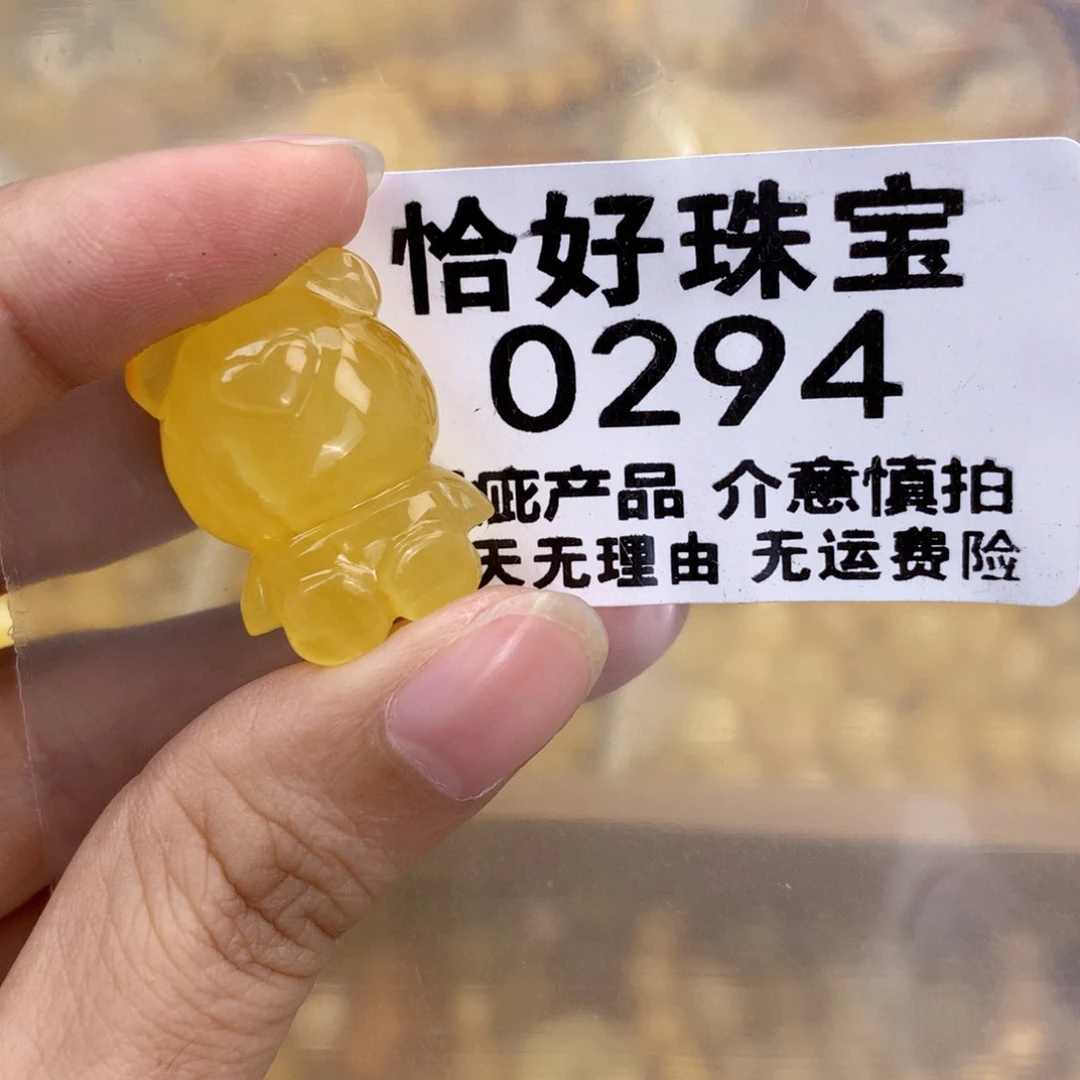 恰好珠宝
0294
疵产品 介意慎拍
天无理由 无运费险